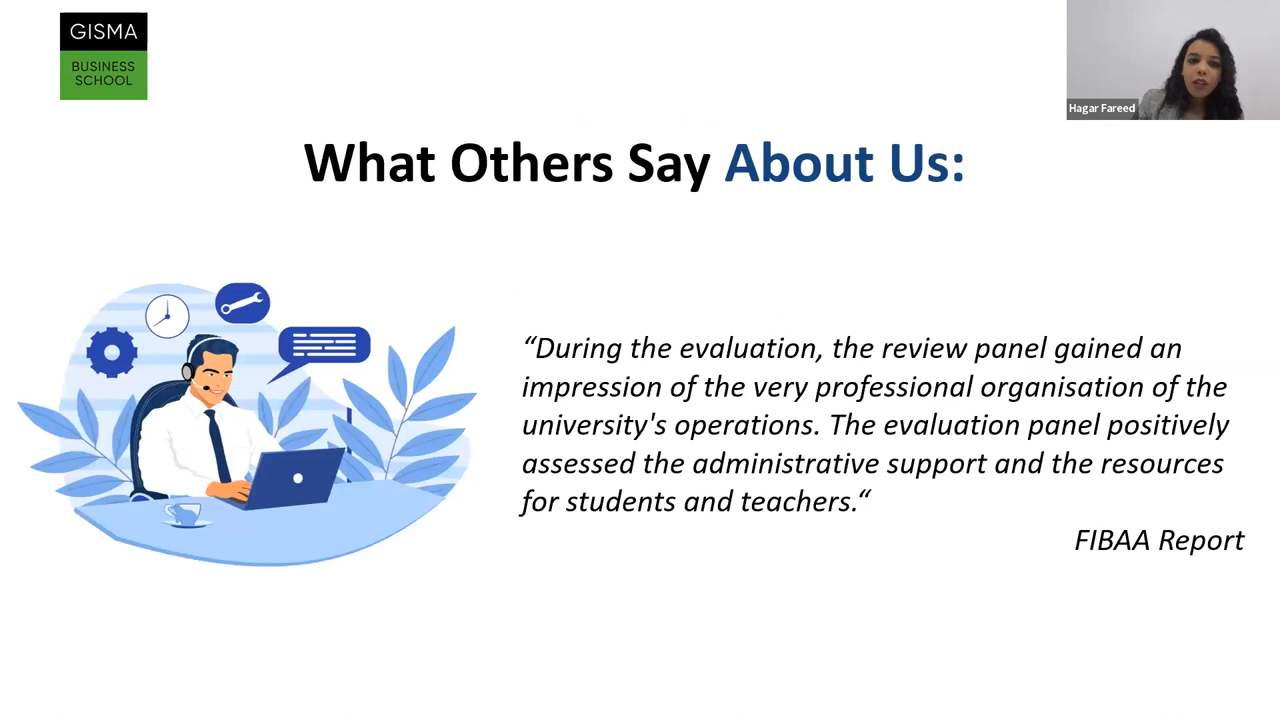 GISMA
BUSINESS
SCHOOL
Hagar Fareed
What Others Say About Us:
“During the evaluation, the review panel gained an
impression of the very professional organisation of the
university's operations. The evaluation panel positively
assessed the administrative support and the resources
for students and teachers.“
FIBAA Report